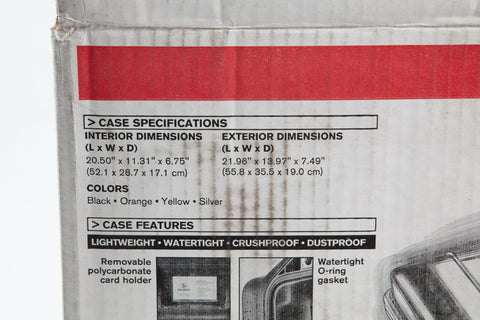 > CASE SPECIFICATIONS
INTERIOR DIMENSIONS
(L x W x D)
20.50" x 11.31" x 6.75"
(52.1 x 28.7 x 17.1 cm)
EXTERIOR DIMENSIONS
(L x W x D)
21.96" x 13.97" x 7.49"
(55.8 x 35.5 x 19.0 cm)
COLORS
Black • Orange • Yellow • Silver
> CASE FEATURES
LIGHTWEIGHT • WATERTIGHT • CRUSHPROOF • DUSTPROOF
Removable
polycarbonate
card holder
Watertight
O-ring
gasket